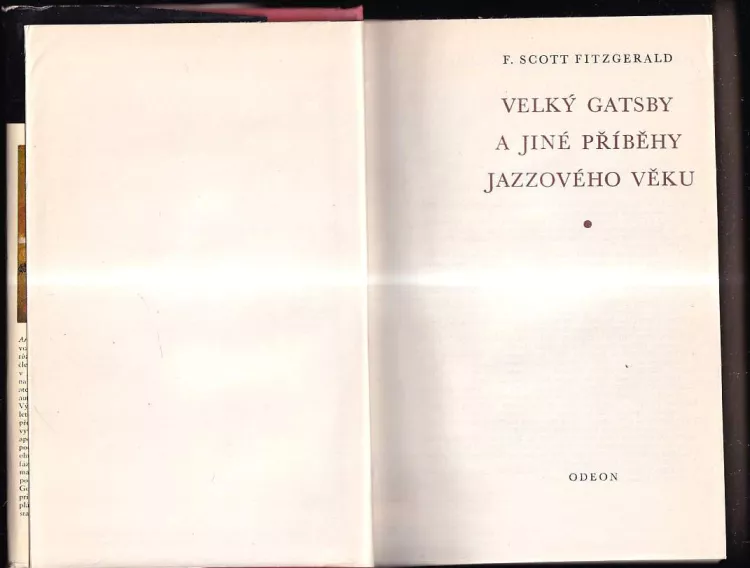 F. SCOTT FITZGERALD
VELKÝ GATSBY
A JINÉ PŘÍBĚHY
JAZZOVÉHO VĚKU
ODEON